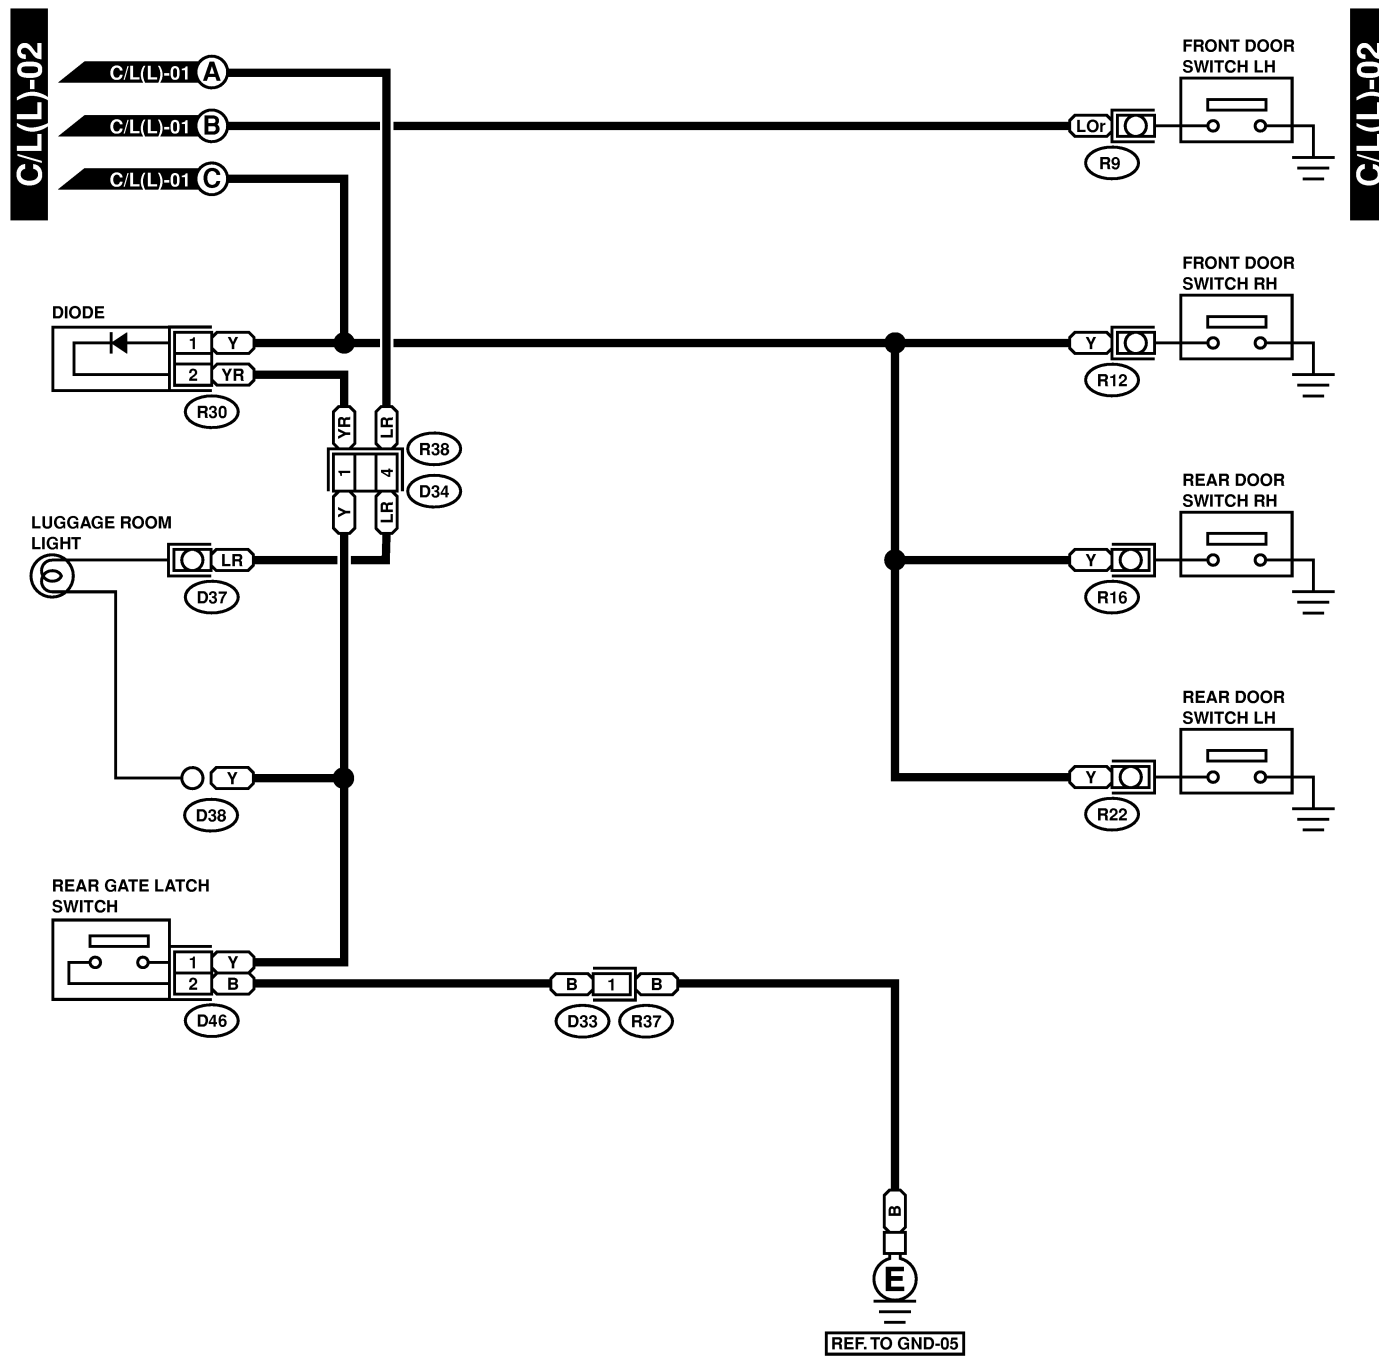 C/L(L)-02
C/L(L)-02
C/L(L)-01 A
C/L(L)-01 B
C/L(L)-01 C
FRONT DOOR
SWITCH LH
LOr
R9
FRONT DOOR
SWITCH RH
Y
R12
DIODE
1 Y
2 YR
R30
YR LR
R38
1 4
D34
Y LR
REAR DOOR
SWITCH RH
Y
R16
LUGGAGE ROOM
LIGHT
LR
D37
REAR DOOR
SWITCH LH
Y
R22
Y
D38
REAR GATE LATCH
SWITCH
1 Y
2 B
D46
B 1 B
D33 R37
B
E
REF. TO GND-05